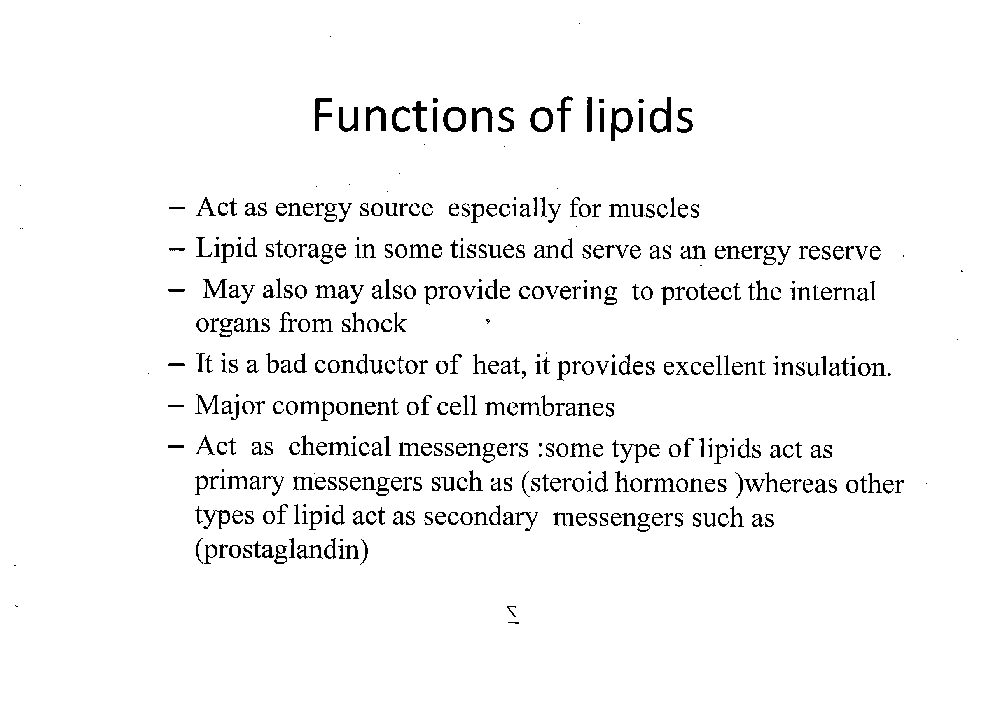 Functions of lipids
– Act as energy source especially for muscles
– Lipid storage in some tissues and serve as an energy reserve
– May also may also provide covering to protect the internal
organs from shock
– It is a bad conductor of heat, it provides excellent insulation.
– Major component of cell membranes
– Act as chemical messengers :some type of lipids act as
primary messengers such as (steroid hormones )whereas other
types of lipid act as secondary messengers such as
(prostaglandin)